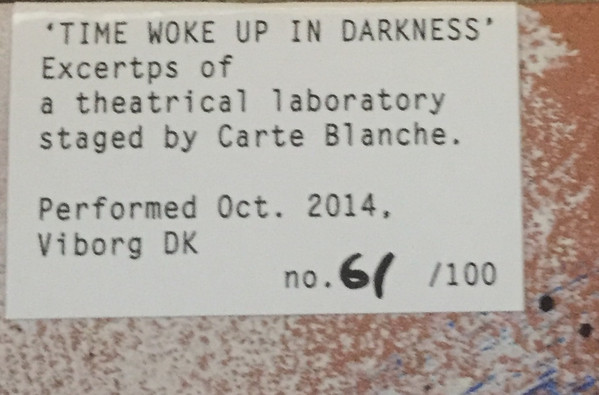 ‘TIME WOKE UP IN DARKNESS’
Excertps of
a theatrical laboratory
staged by Carte Blanche.
Performed Oct. 2014,
Viborg DK
no. 61 /100